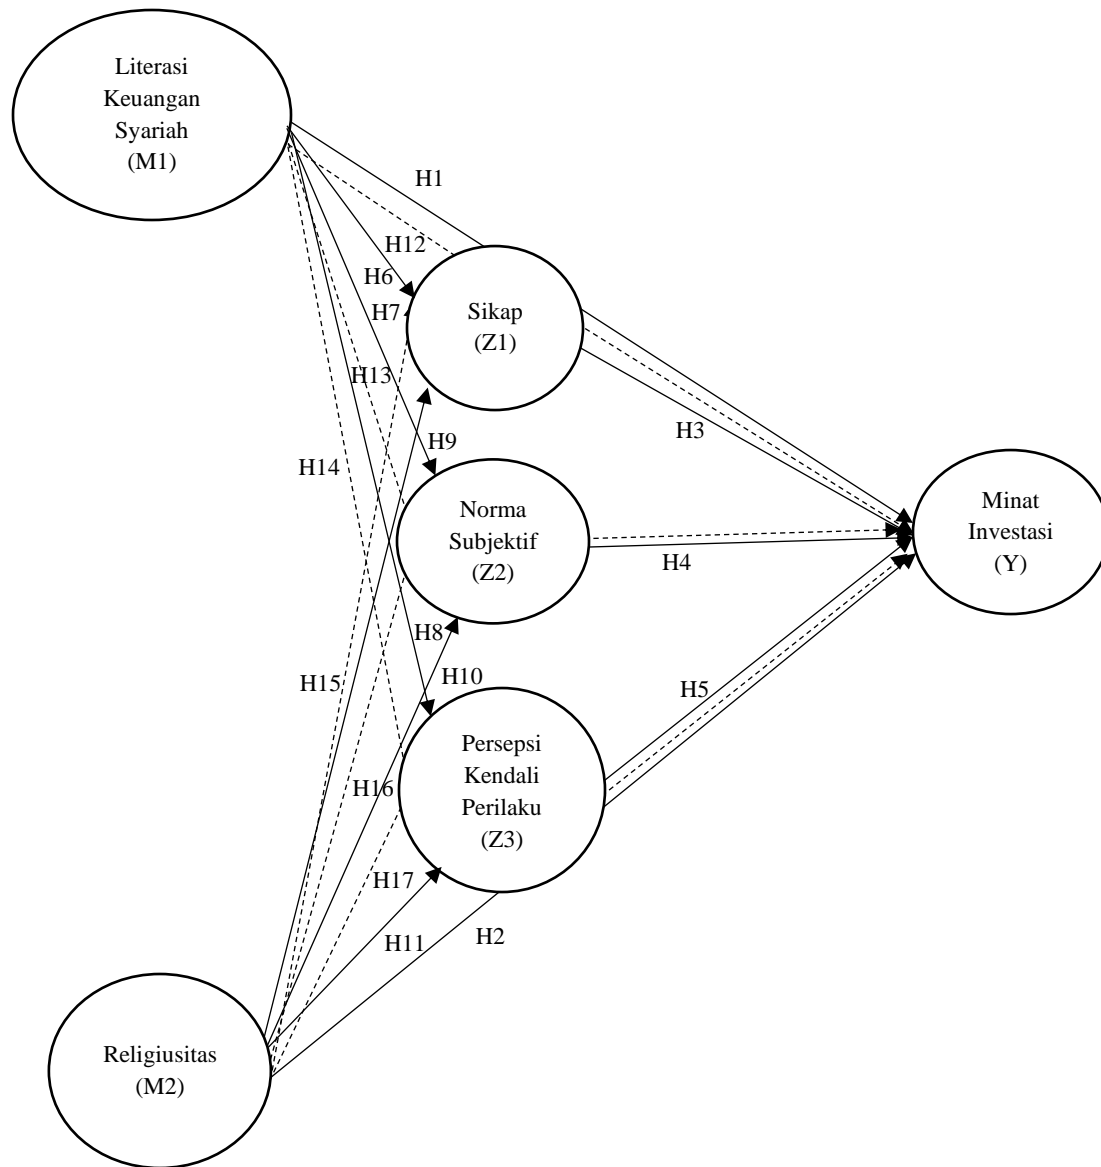 Literasi
Keuangan
Syariah
(M1)
H1
H12
H6
H7
Sikap
(Z1)
H13
H3
H9
H14
Norma
Subjektif
(Z2)
Minat
Investasi
(Y)
H4
H8
H10
H15
H5
Persepsi
Kendali
Perilaku
(Z3)
H16
H17
H11
H2
Religiusitas
(M2)